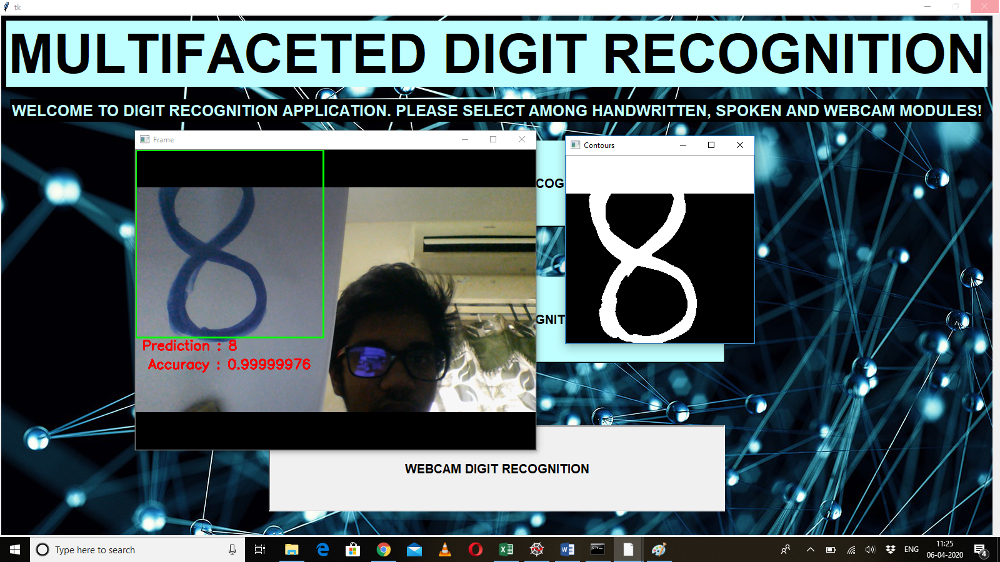 tk
MULTIFACETED DIGIT RECOGNITION
WELCOME TO DIGIT RECOGNITION APPLICATION. PLEASE SELECT AMONG HANDWRITTEN, SPOKEN AND WEBCAM MODULES!
Frame
Contours
COG
8
8
GNIT
Prediction : 8
Accuracy : 0.99999976
WEBCAM DIGIT RECOGNITION
Type here to search
ENG
11:25
06-04-2020
4